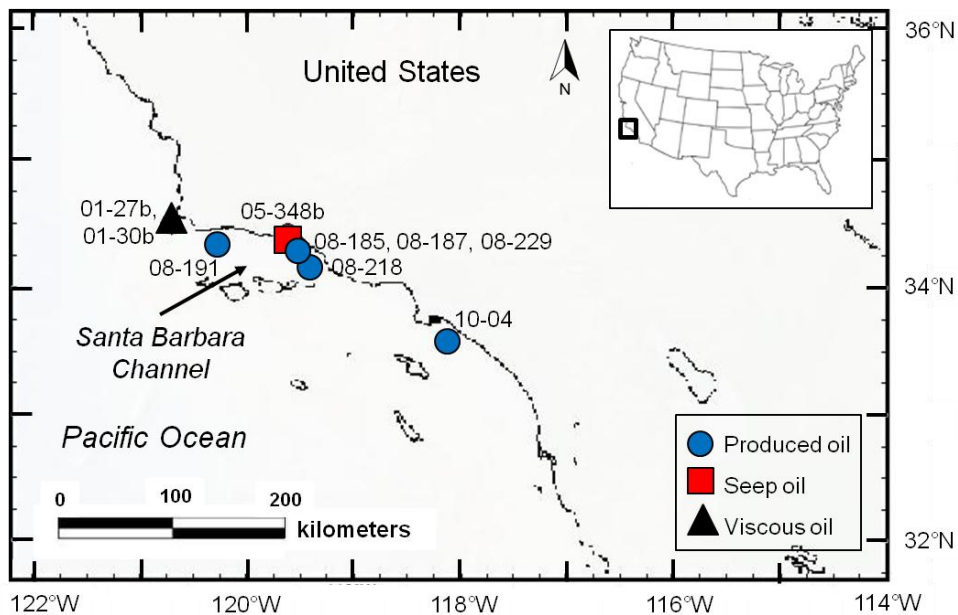 36°N
United States
N
01-27b,
01-30b
05-348b
08-185, 08-187, 08-229
08-191
08-218
34°N
10-04
Santa Barbara
Channel
Pacific Ocean
Produced oil
Seep oil
Viscous oil
0 100 200
kilometers
32°N
122°W 120°W 118°W 116°W 114°W